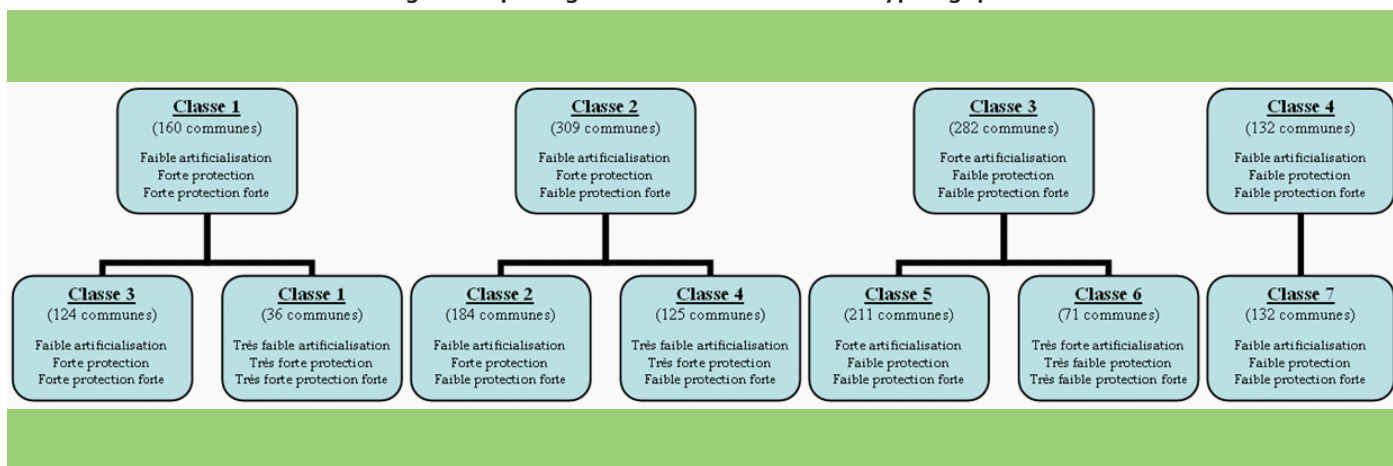 Classe 1
(160 communes)
Faible artificialisation
Forte protection
Forte protection forte
Classe 2
(309 communes)
Faible artificialisation
Forte protection
Faible protection forte
Classe 3
(282 communes)
Forte artificialisation
Faible protection
Faible protection forte
Classe 4
(132 communes)
Faible artificialisation
Faible protection
Faible protection forte
Classe 3
(124 communes)
Faible artificialisation
Forte protection
Forte protection forte
Classe 1
(36 communes)
Très faible artificialisation
Très forte protection
Très forte protection forte
Classe 2
(184 communes)
Faible artificialisation
Forte protection
Faible protection forte
Classe 4
(125 communes)
Très faible artificialisation
Très forte protection
Faible protection forte
Classe 5
(211 communes)
Forte artificialisation
Faible protection
Faible protection forte
Classe 6
(71 communes)
Très forte artificialisation
Très faible protection
Très faible protection forte
Classe 7
(132 communes)
Faible artificialisation
Faible protection
Faible protection forte